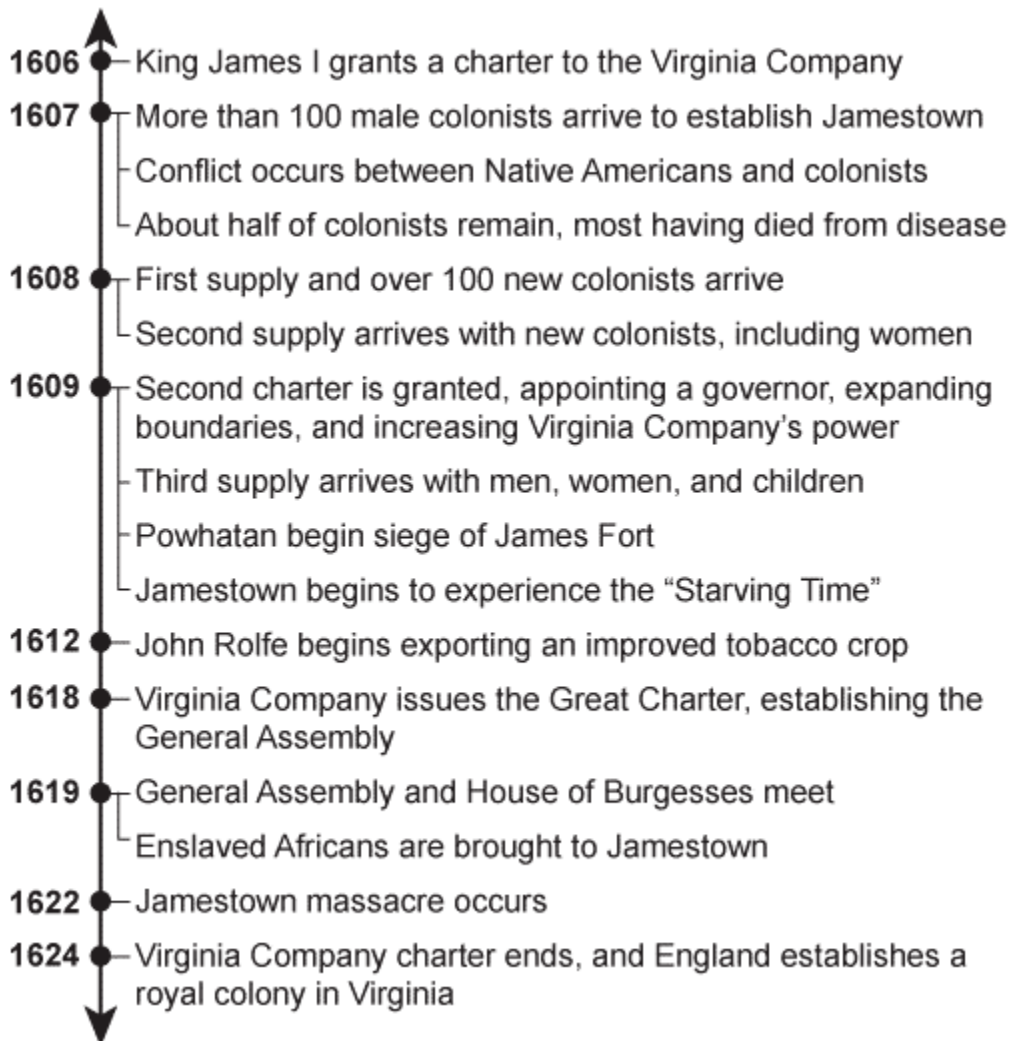 1606 King James I grants a charter to the Virginia Company
1607 More than 100 male colonists arrive to establish Jamestown
Conflict occurs between Native Americans and colonists
About half of colonists remain, most having died from disease
1608 First supply and over 100 new colonists arrive
Second supply arrives with new colonists, including women
1609 Second charter is granted, appointing a governor, expanding
boundaries, and increasing Virginia Company’s power
Third supply arrives with men, women, and children
Powhatan begin siege of James Fort
Jamestown begins to experience the “Starving Time”
1612 John Rolfe begins exporting an improved tobacco crop
1618 Virginia Company issues the Great Charter, establishing the
General Assembly
1619 General Assembly and House of Burgesses meet
Enslaved Africans are brought to Jamestown
1622 Jamestown massacre occurs
1624 Virginia Company charter ends, and England establishes a
royal colony in Virginia